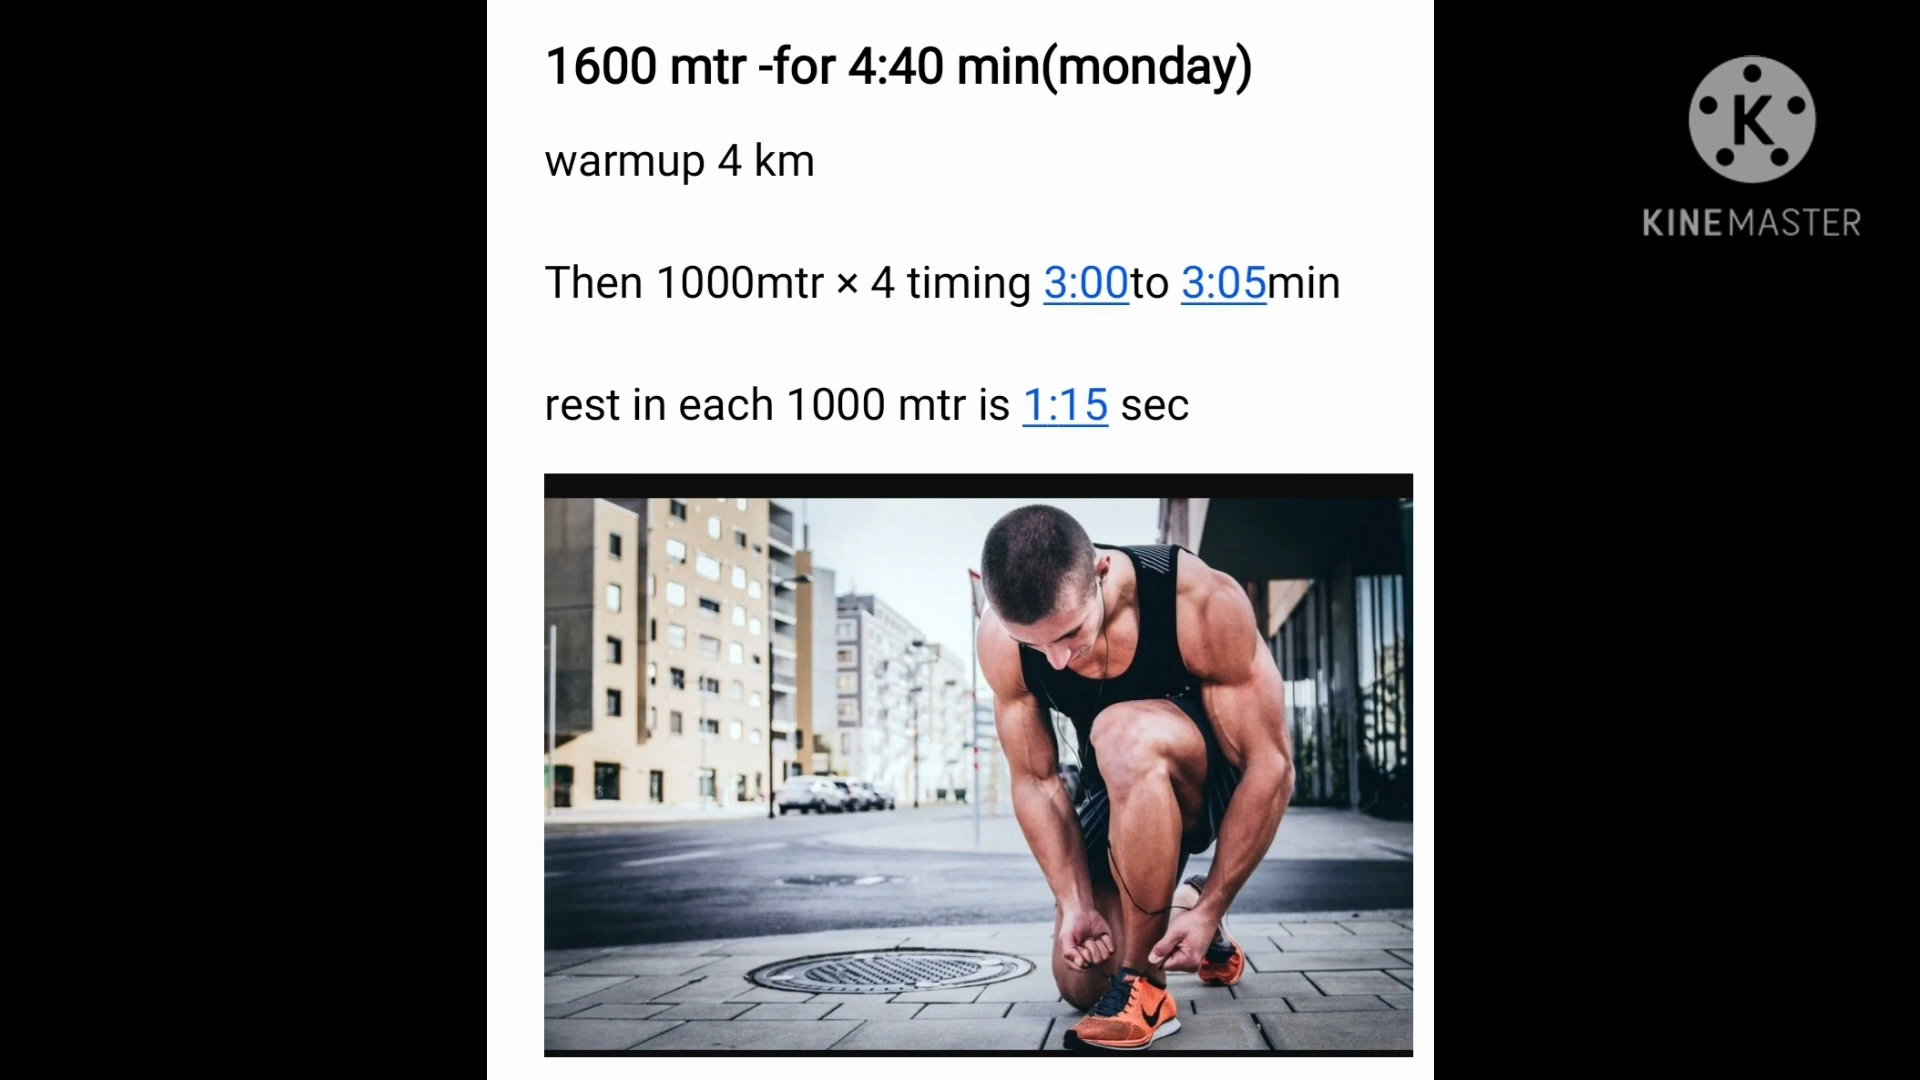 1600 mtr -for 4:40 min(monday)
warmup 4 km
Then 1000mtr × 4 timing 3:00to 3:05min
rest in each 1000 mtr is 1:15 sec
K
KINEMASTER